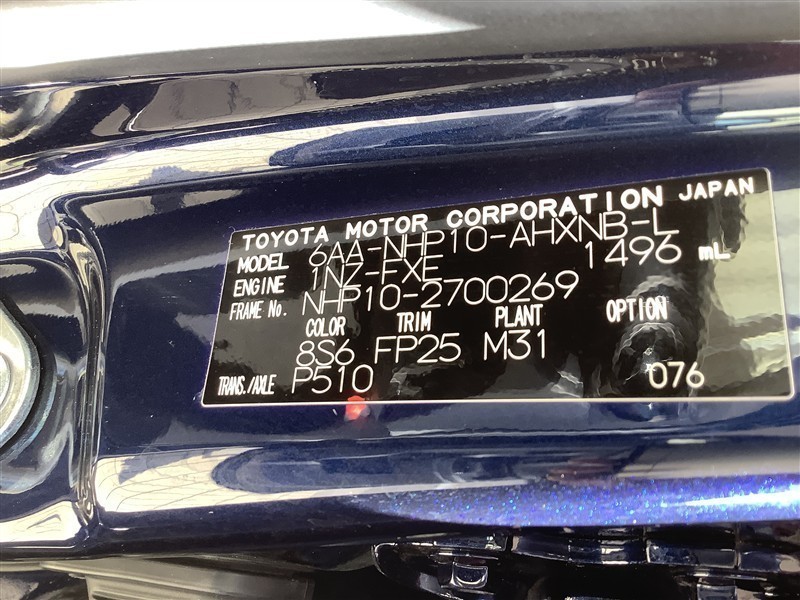 TOYOTA MOTOR CORPORATION JAPAN
MODEL 6AA-NHP10-AHXNB-L
ENGINE 1NZ-FXE 1496 mL
FRAME No. NHP10-2700269
COLOR TRIM PLANT OPTION
8S6 FP25 M31
TRANS./AXLE P510 076